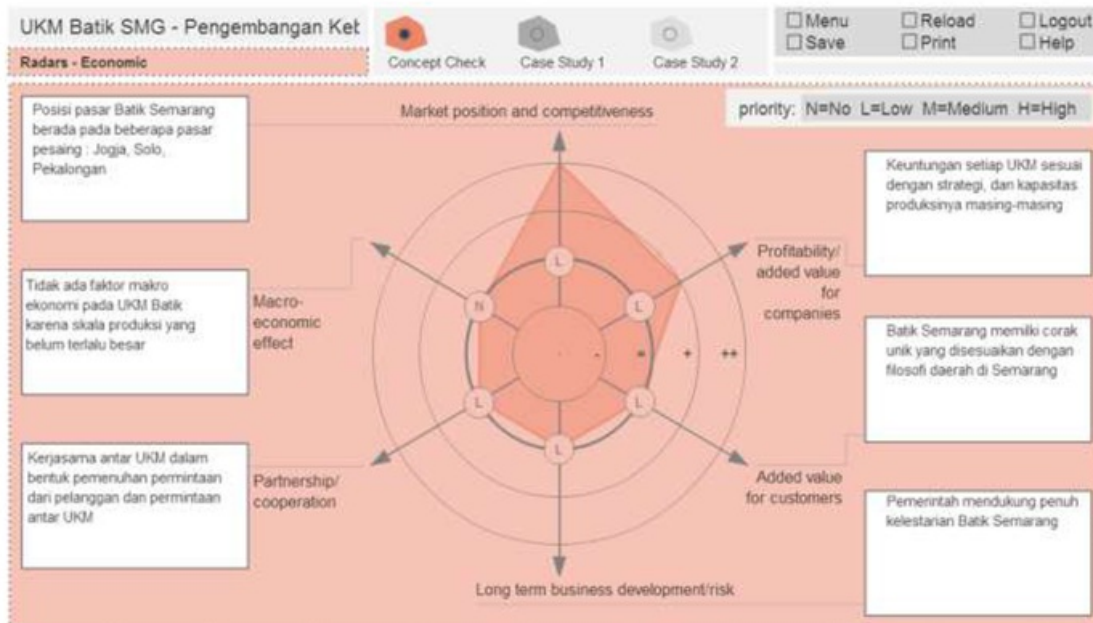 UKM Batik SMG - Pengembangan Ket
Radars - Economic
Concept Check
Case Study 1
Case Study 2
Menu
Reload
Logout
Save
Print
Help
priority: N=No L=Low M=Medium H=High
Posisi pasar Batik Semarang
berada pada beberapa pasar
pesaing : Jogja, Solo,
Pekalongan
Market position and competitiveness
Keuntungan setiap UKM sesuai
dengan strategi, dan kapasitas
produksinya masing-masing
Profitability/
added value
for
companies
Tidak ada faktor makro
ekonomi pada UKM Batik
karena skala produksi yang
belum terlalu besar
Macro-
economic
effect
L
N
L
- = + ++
L
L
L
Batik Semarang memilki corak
unik yang disesuaikan dengan
filosofi daerah di Semarang
Kerjasama antar UKM dalam
bentuk pemenuhan permintaan
dari pelanggan dan permintaan
antar UKM
Partnership/
cooperation
Added value
for customers
Pemerintah mendukung penuh
kelestarian Batik Semarang
Long term business development/risk